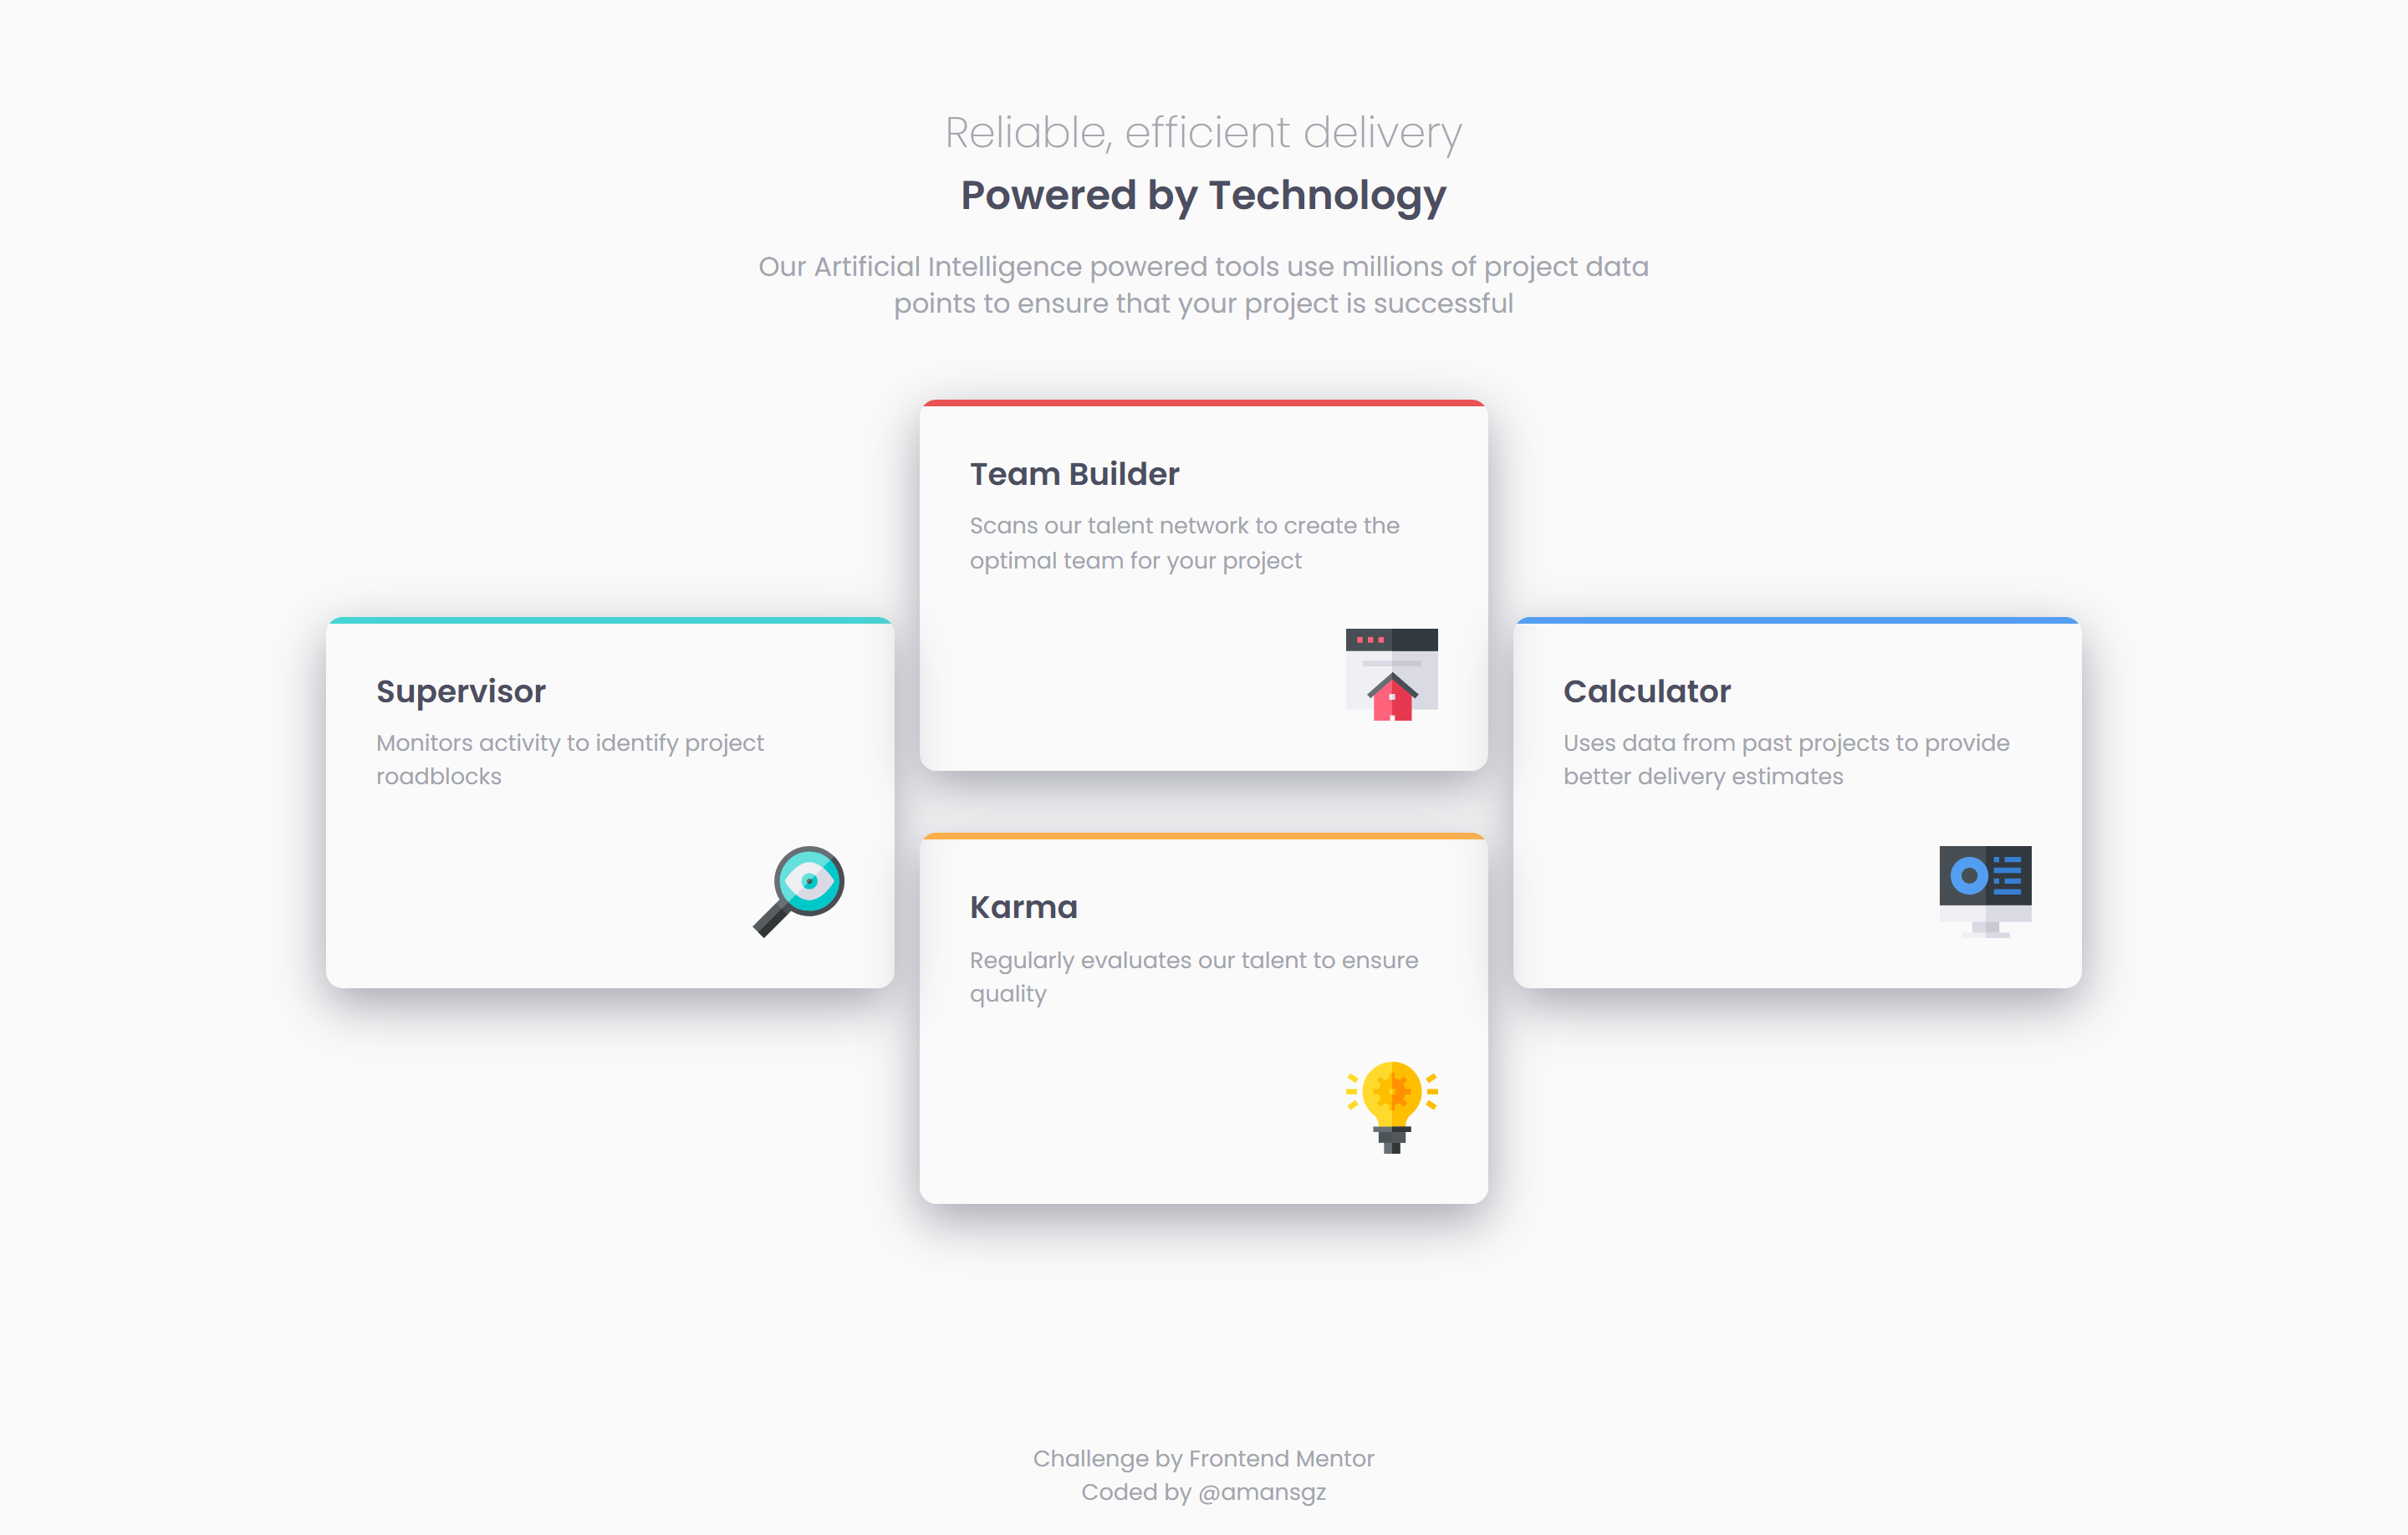 Reliable, efficient delivery
Powered by Technology
Our Artificial Intelligence powered tools use millions of project data
points to ensure that your project is successful
Team Builder
Scans our talent network to create the
optimal team for your project
Supervisor
Monitors activity to identify project
roadblocks
Calculator
Uses data from past projects to provide
better delivery estimates
Karma
Regularly evaluates our talent to ensure
quality
Challenge by Frontend Mentor
Coded by @amansgz